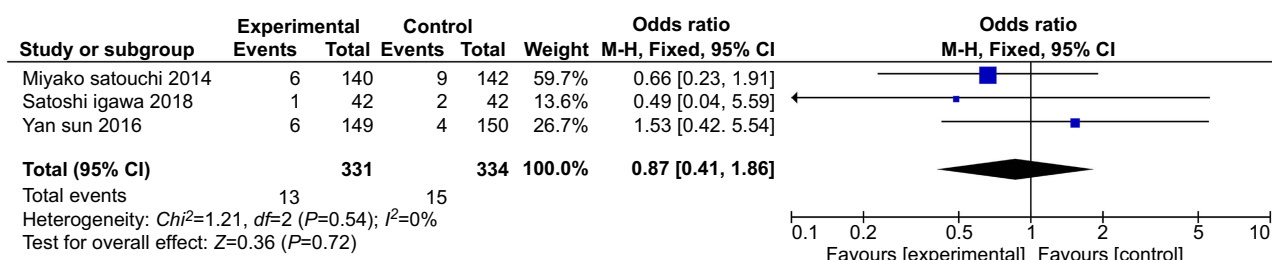 Experimental Control Odds ratio Odds ratio
Study or subgroup Events Total Events Total Weight M-H, Fixed, 95% CI M-H, Fixed, 95% CI
Miyako satouchi 2014 6 140 9 142 59.7% 0.66 [0.23, 1.91]
Satoshi igawa 2018 1 42 2 42 13.6% 0.49 [0.04, 5.59]
Yan sun 2016 6 149 4 150 26.7% 1.53 [0.42. 5.54]
Total (95% CI) 331 334 100.0% 0.87 [0.41, 1.86]
Total events 13 15
Heterogeneity: Chi²=1.21, df=2 (P=0.54); I²=0%
Test for overall effect: Z=0.36 (P=0.72)
0.1 0.2 0.5 1 2 5 10
Favours [experimental] Favours [control]